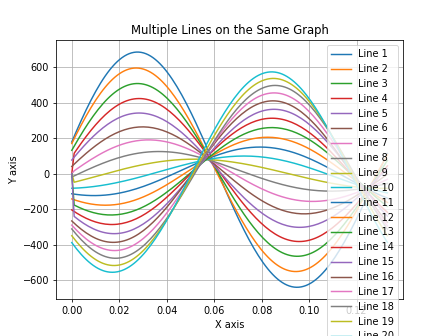 Multiple Lines on the Same Graph
Y axis
600
400
200
0
−200
−400
−600
0.00
0.02
0.04
0.06
0.08
0.10
X axis
Line 1
Line 2
Line 3
Line 4
Line 5
Line 6
Line 7
Line 8
Line 9
Line 10
Line 11
Line 12
Line 13
Line 14
Line 15
Line 16
Line 17
Line 18
Line 19
Line 20